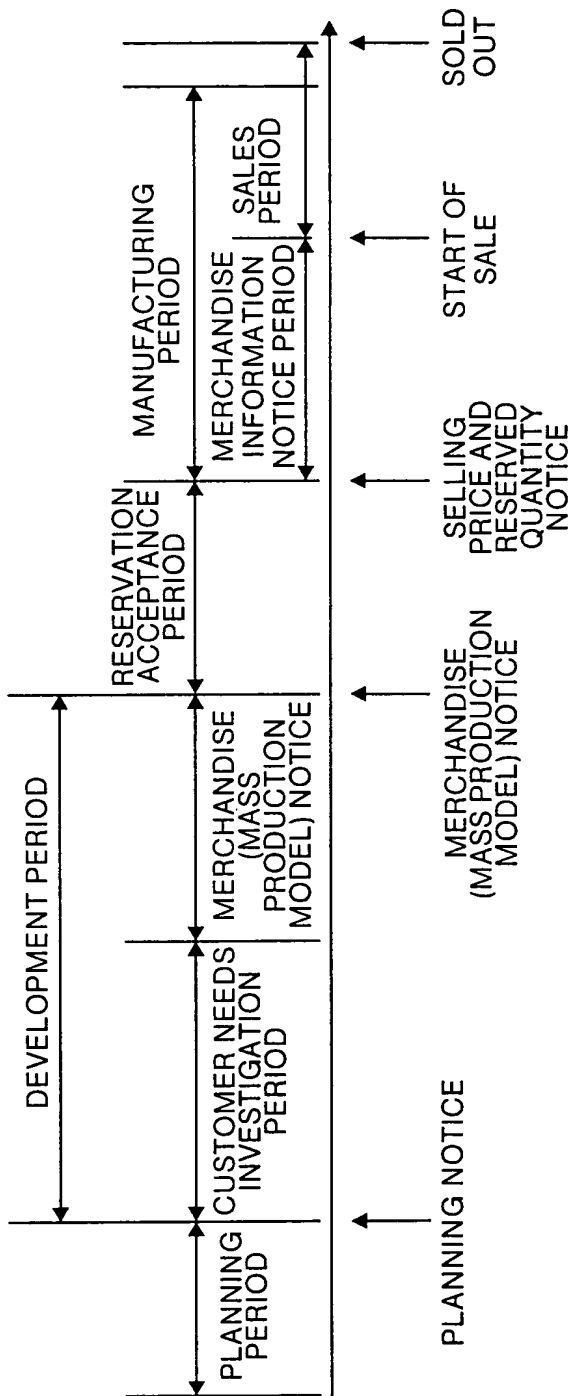 DEVELOPMENT PERIOD
PLANNING
PERIOD
CUSTOMER NEEDS
INVESTIGATION
PERIOD
MERCHANDISE
(MASS
PRODUCTION
MODEL) NOTICE
RESERVATION
ACCEPTANCE
PERIOD
MANUFACTURING
PERIOD
MERCHANDISE
INFORMATION
NOTICE PERIOD
SALES
PERIOD
PLANNING NOTICE
MERCHANDISE
(MASS PRODUCTION
MODEL) NOTICE
SELLING
PRICE AND
RESERVED
QUANTITY
NOTICE
START OF
SALE
SOLD
OUT